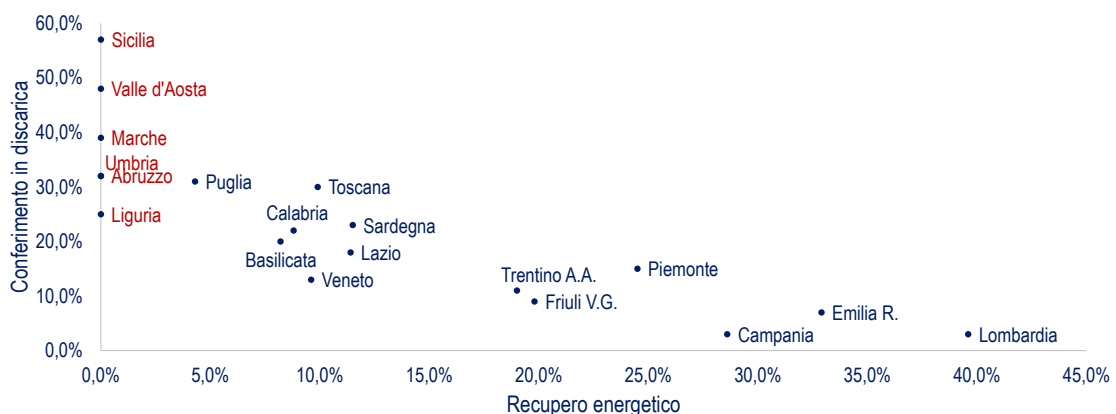 60,0%
50,0%
40,0%
30,0%
20,0%
10,0%
0,0%
Conferimento in discarica
Sicilia
Valle d'Aosta
Marche
Umbria
Abruzzo
Puglia
Toscana
Liguria
Calabria
Sardegna
Basilicata
Lazio
Veneto
Trentino A.A.
Piemonte
Friuli V.G.
Emilia R.
Campania
Lombardia
0,0% 5,0% 10,0% 15,0% 20,0% 25,0% 30,0% 35,0% 40,0% 45,0%
Recupero energetico